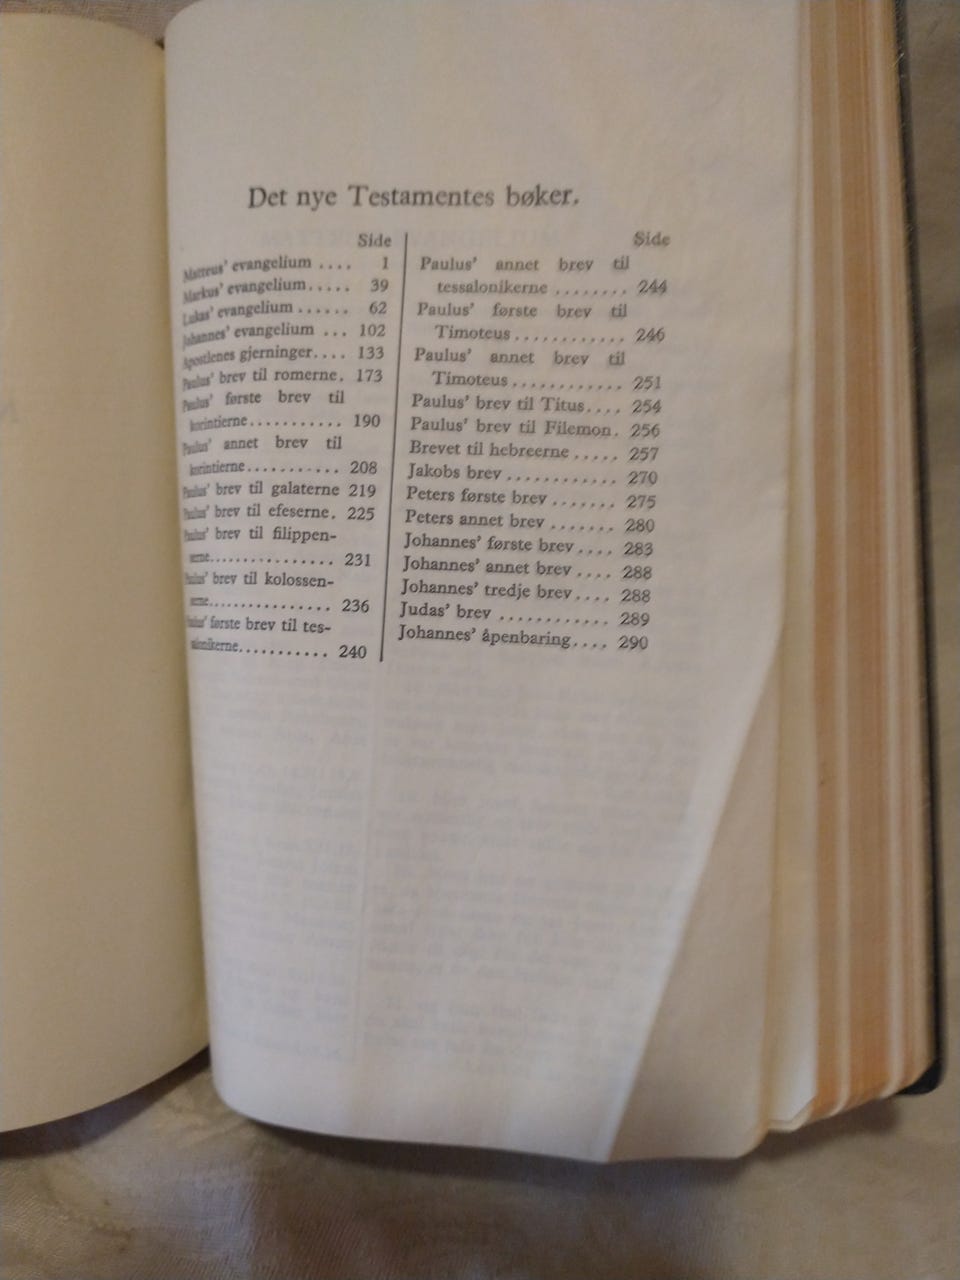 Det nye Testamentes bøker.
Side
Matteus' evangelium .... 1
Markus' evangelium..... 39
Lukas' evangelium ...... 62
Johannes' evangelium ... 102
Apostlenes gjerninger.... 133
Paulus' brev til romerne. 173
Paulus' første brev til
korintierne........... 190
Paulus' annet brev til
korintierne........... 208
Paulus' brev til galaterne 219
Paulus' brev til efeserne. 225
Paulus' brev til filippen-
serne................ 231
Paulus' brev til kolossen-
serne................ 236
Paulus' første brev til tes-
salonikerne........... 240
Side
Paulus' annet brev til
tessalonikerne ........ 244
Paulus' første brev til
Timoteus ............ 246
Paulus' annet brev til
Timoteus ............ 251
Paulus' brev til Titus.... 254
Paulus' brev til Filemon. 256
Brevet til hebreerne ..... 257
Jakobs brev ............ 270
Peters første brev ....... 275
Peters annet brev ....... 280
Johannes' første brev .... 283
Johannes' annet brev .... 288
Johannes' tredje brev .... 288
Judas' brev ............ 289
Johannes' åpenbaring.... 290